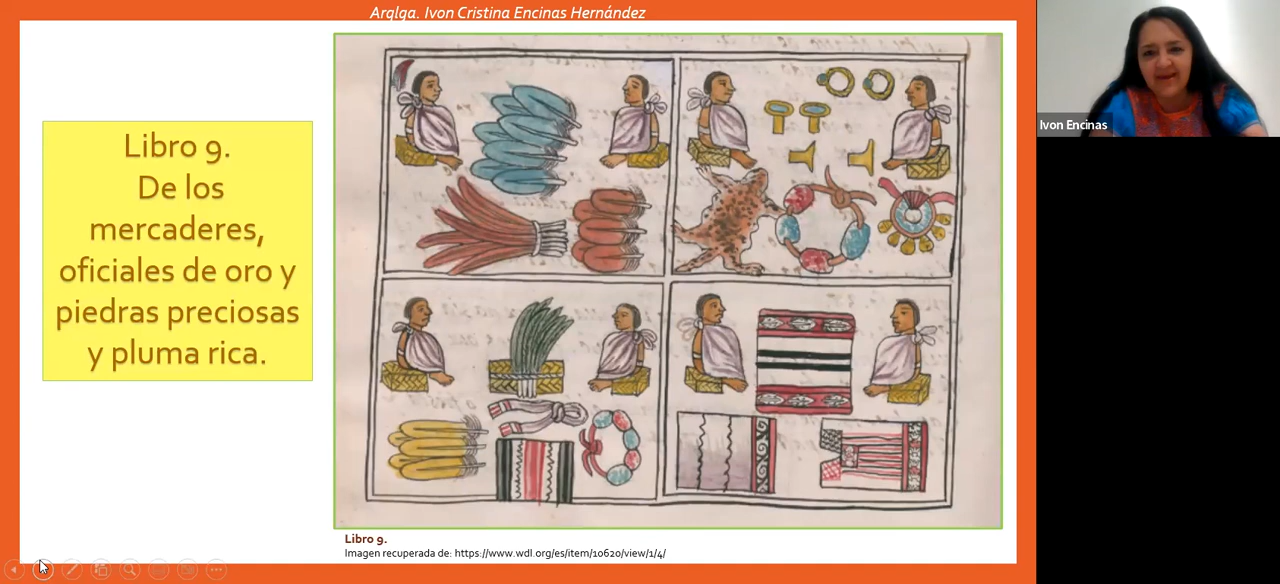 Arqlga. Ivon Cristina Encinas Hernández
Libro 9.
De los
mercaderes,
oficiales de oro y
piedras preciosas
y pluma rica.
Libro 9.
Imagen recuperada de: https://www.wdl.org/es/item/10620/view/1/4/
Ivon Encinas